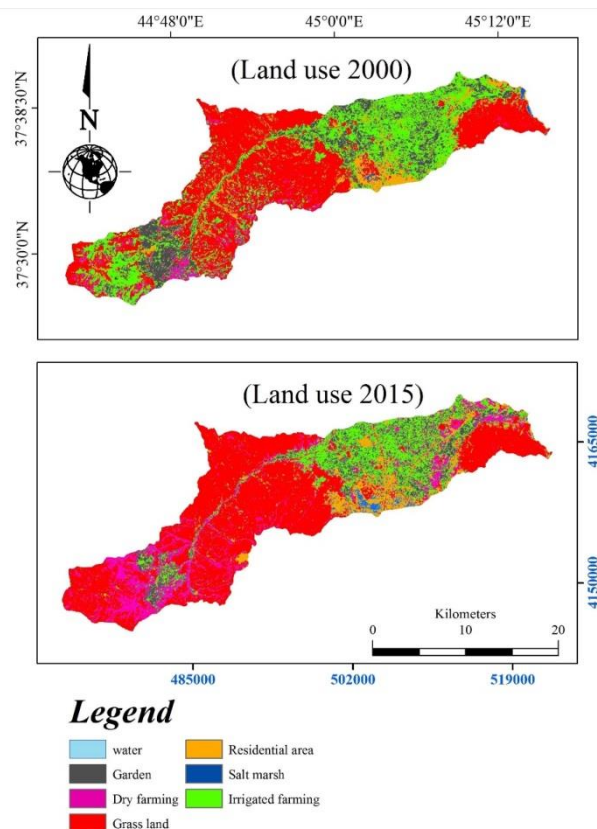 44°48'0"E 45°0'0"E 45°12'0"E
(Land use 2000)
37°38'30"N
N
37°30'0"N
(Land use 2015)
4165000
4150000
Kilometers
0 10 20
485000 502000 519000
Legend
water Residential area
Garden Salt marsh
Dry farming Irrigated farming
Grass land